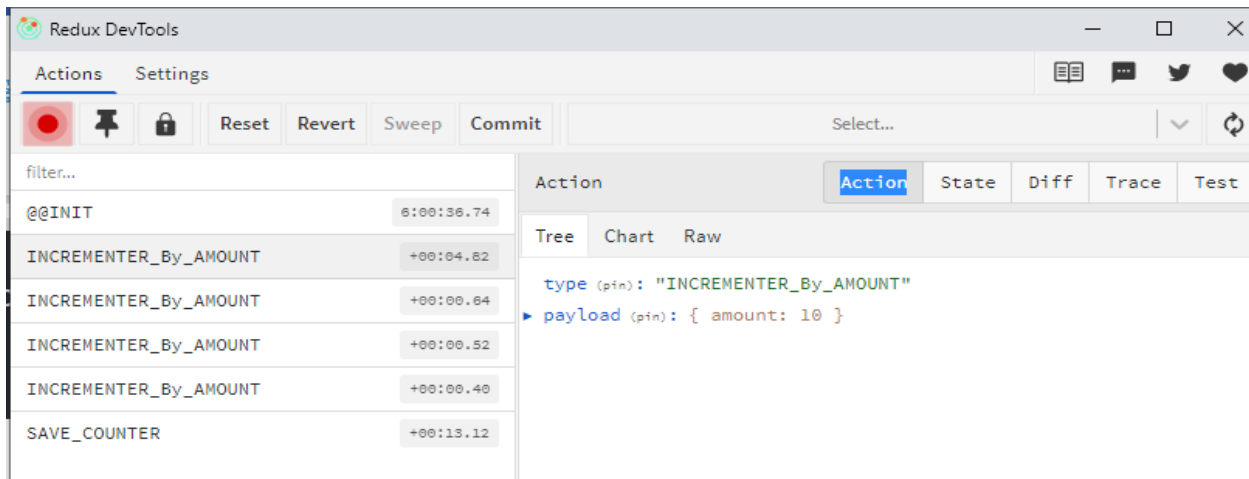 Redux DevTools
Actions Settings
Reset Revert Sweep Commit Select...
filter...
@@INIT 6:00:36.74
INCREMENTER_By_AMOUNT +00:04.82
INCREMENTER_By_AMOUNT +00:00.64
INCREMENTER_By_AMOUNT +00:00.52
INCREMENTER_By_AMOUNT +00:00.40
SAVE_COUNTER +00:13.12
Action Action State Diff Trace Test
Tree Chart Raw
type (pin): "INCREMENTER_By_AMOUNT"
▶ payload (pin): { amount: 10 }